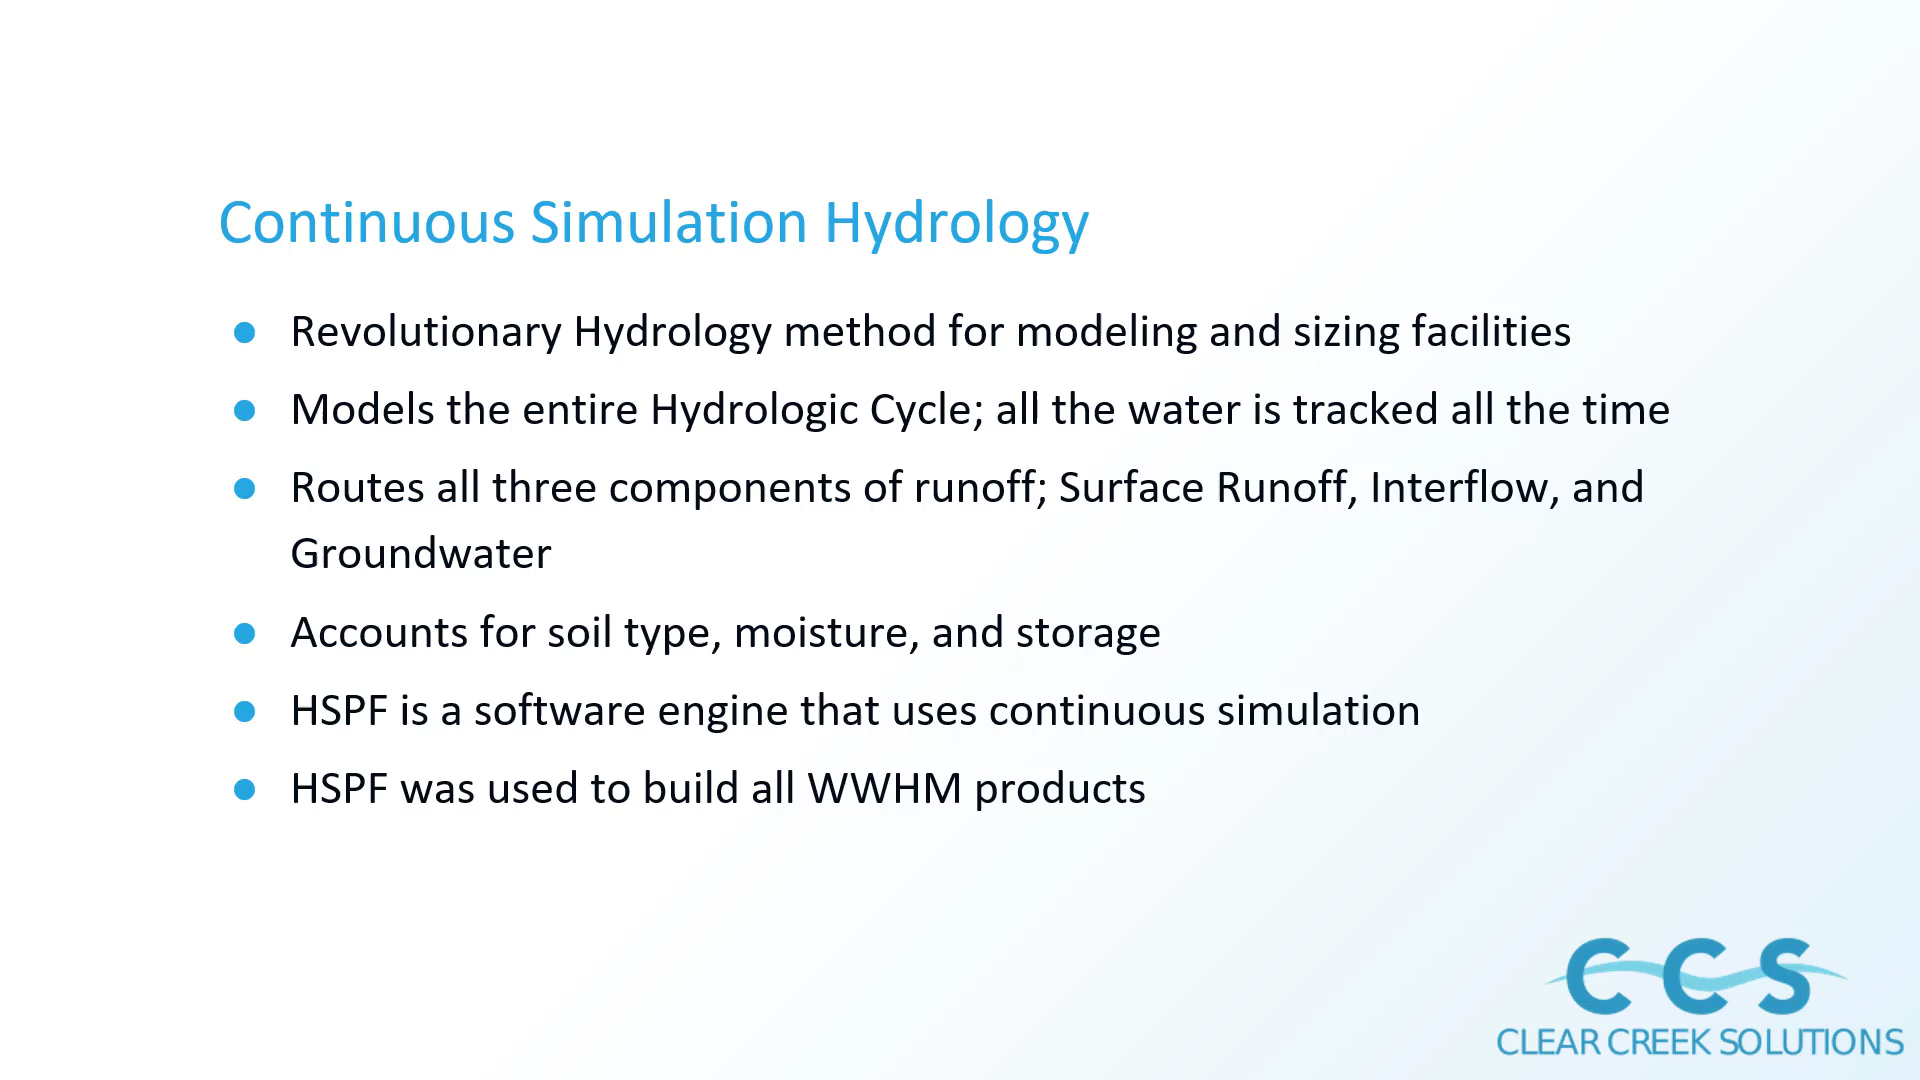 Continuous Simulation Hydrology
● Revolutionary Hydrology method for modeling and sizing facilities
● Models the entire Hydrologic Cycle; all the water is tracked all the time
● Routes all three components of runoff; Surface Runoff, Interflow, and
Groundwater
● Accounts for soil type, moisture, and storage
● HSPF is a software engine that uses continuous simulation
● HSPF was used to build all WWHM products
CCS
CLEAR CREEK SOLUTIONS